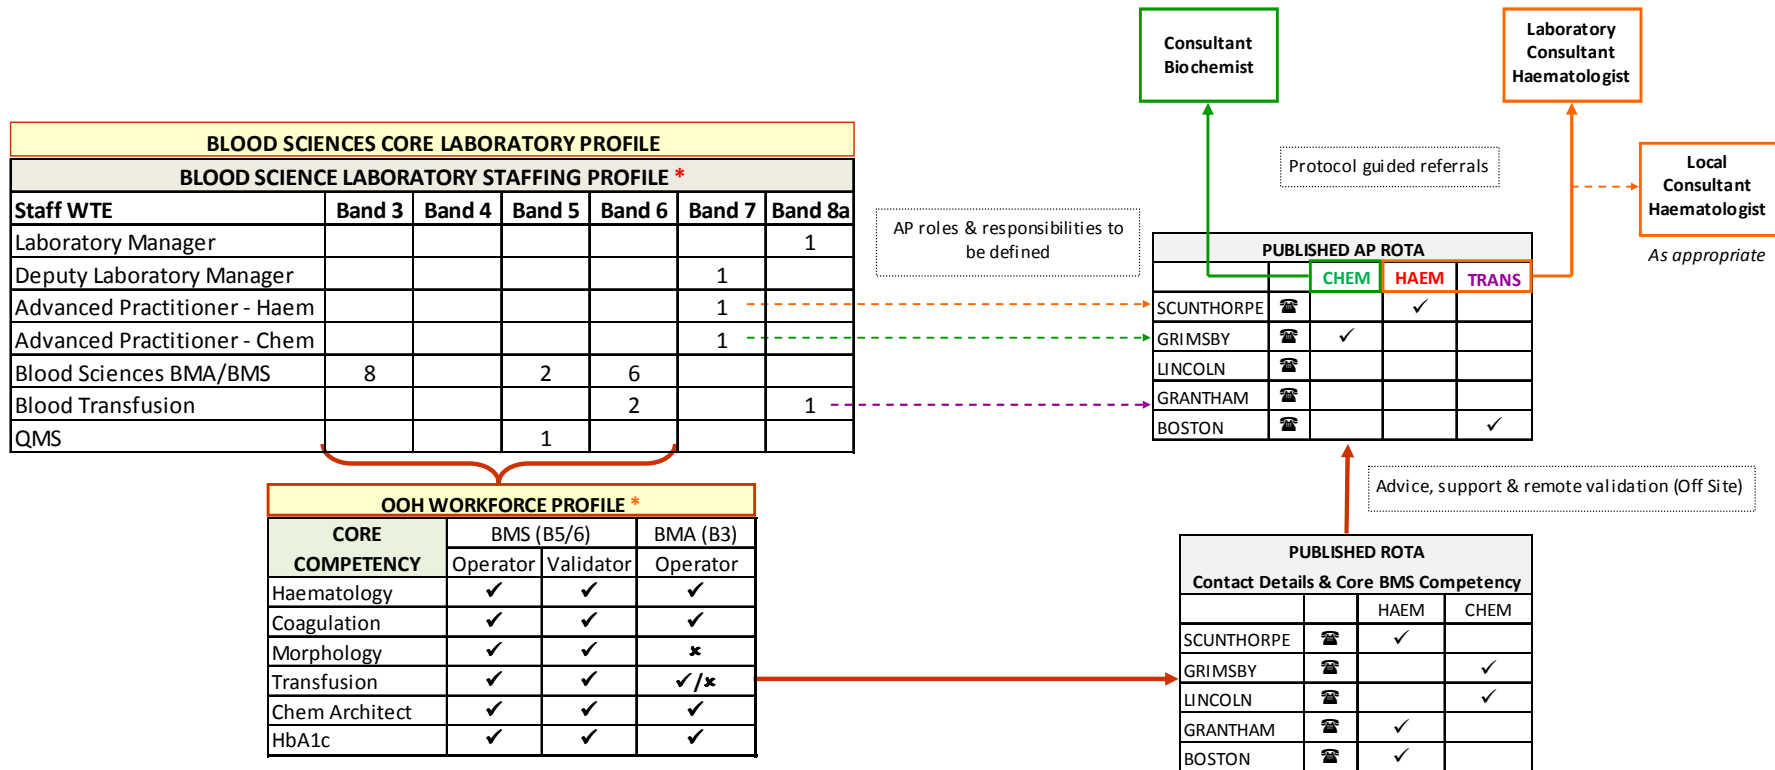 Consultant
Biochemist
Laboratory
Consultant
Haematologist
BLOOD SCIENCES CORE LABORATORY PROFILE
BLOOD SCIENCE LABORATORY STAFFING PROFILE *
Staff WTE Band 3 Band 4 Band 5 Band 6 Band 7 Band 8a
Laboratory Manager 1
Deputy Laboratory Manager 1
Advanced Practitioner - Haem 1
Advanced Practitioner - Chem 1
Blood Sciences BMA/BMS 8 2 6
Blood Transfusion 2 1
QMS 1
AP roles & responsibilities to
be defined
Protocol guided referrals
Local
Consultant
Haematologist
As appropriate
PUBLISHED AP ROTA
CHEM HAEM TRANS
SCUNTHORPE ☎ ✓
GRIMSBY ☎ ✓
LINCOLN ☎
GRANTHAM ☎
BOSTON ☎ ✓
OOH WORKFORCE PROFILE *
CORE BMS (B5/6) BMA (B3)
COMPETENCY Operator Validator Operator
Haematology ✓ ✓ ✓
Coagulation ✓ ✓ ✓
Morphology ✓ ✓ ×
Transfusion ✓ ✓ ✓/×
Chem Architect ✓ ✓ ✓
HbA1c ✓ ✓ ✓
Advice, support & remote validation (Off Site)
PUBLISHED ROTA
Contact Details & Core BMS Competency
HAEM CHEM
SCUNTHORPE ☎ ✓
GRIMSBY ☎ ✓
LINCOLN ☎ ✓
GRANTHAM ☎ ✓
BOSTON ☎ ✓